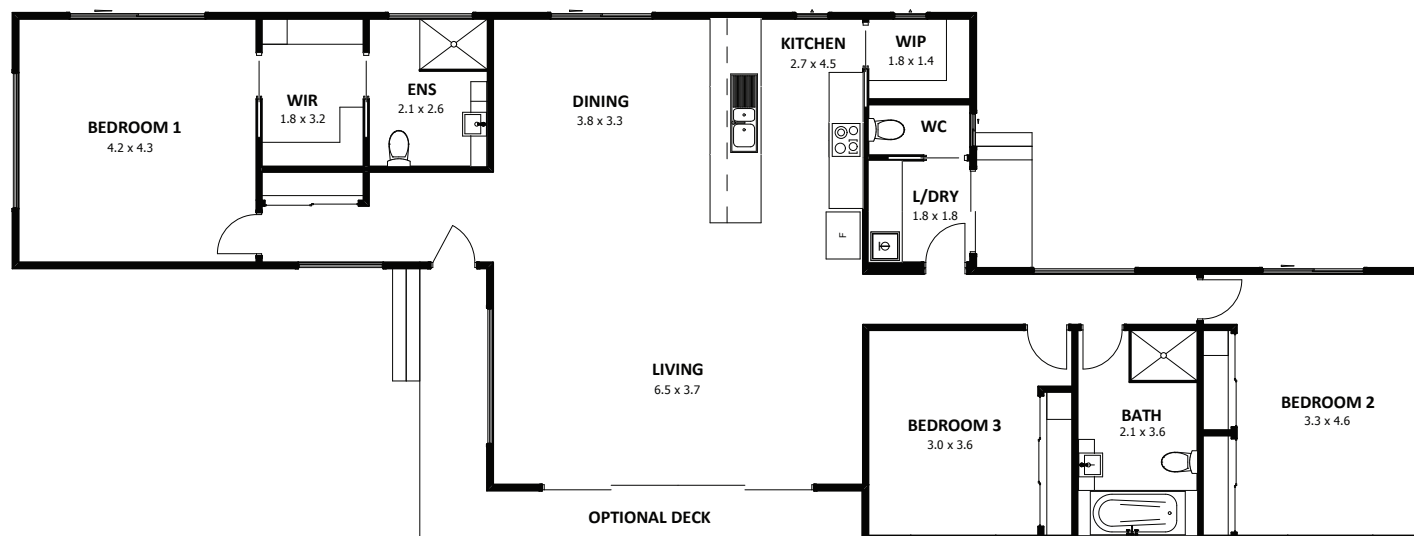 BEDROOM 1
4.2 x 4.3
WIR
1.8 x 3.2
ENS
2.1 x 2.6
DINING
3.8 x 3.3
KITCHEN
2.7 x 4.5
WIP
1.8 x 1.4
WC
L/DRY
1.8 x 1.8
F
LIVING
6.5 x 3.7
BEDROOM 3
3.0 x 3.6
BATH
2.1 x 3.6
BEDROOM 2
3.3 x 4.6
OPTIONAL DECK